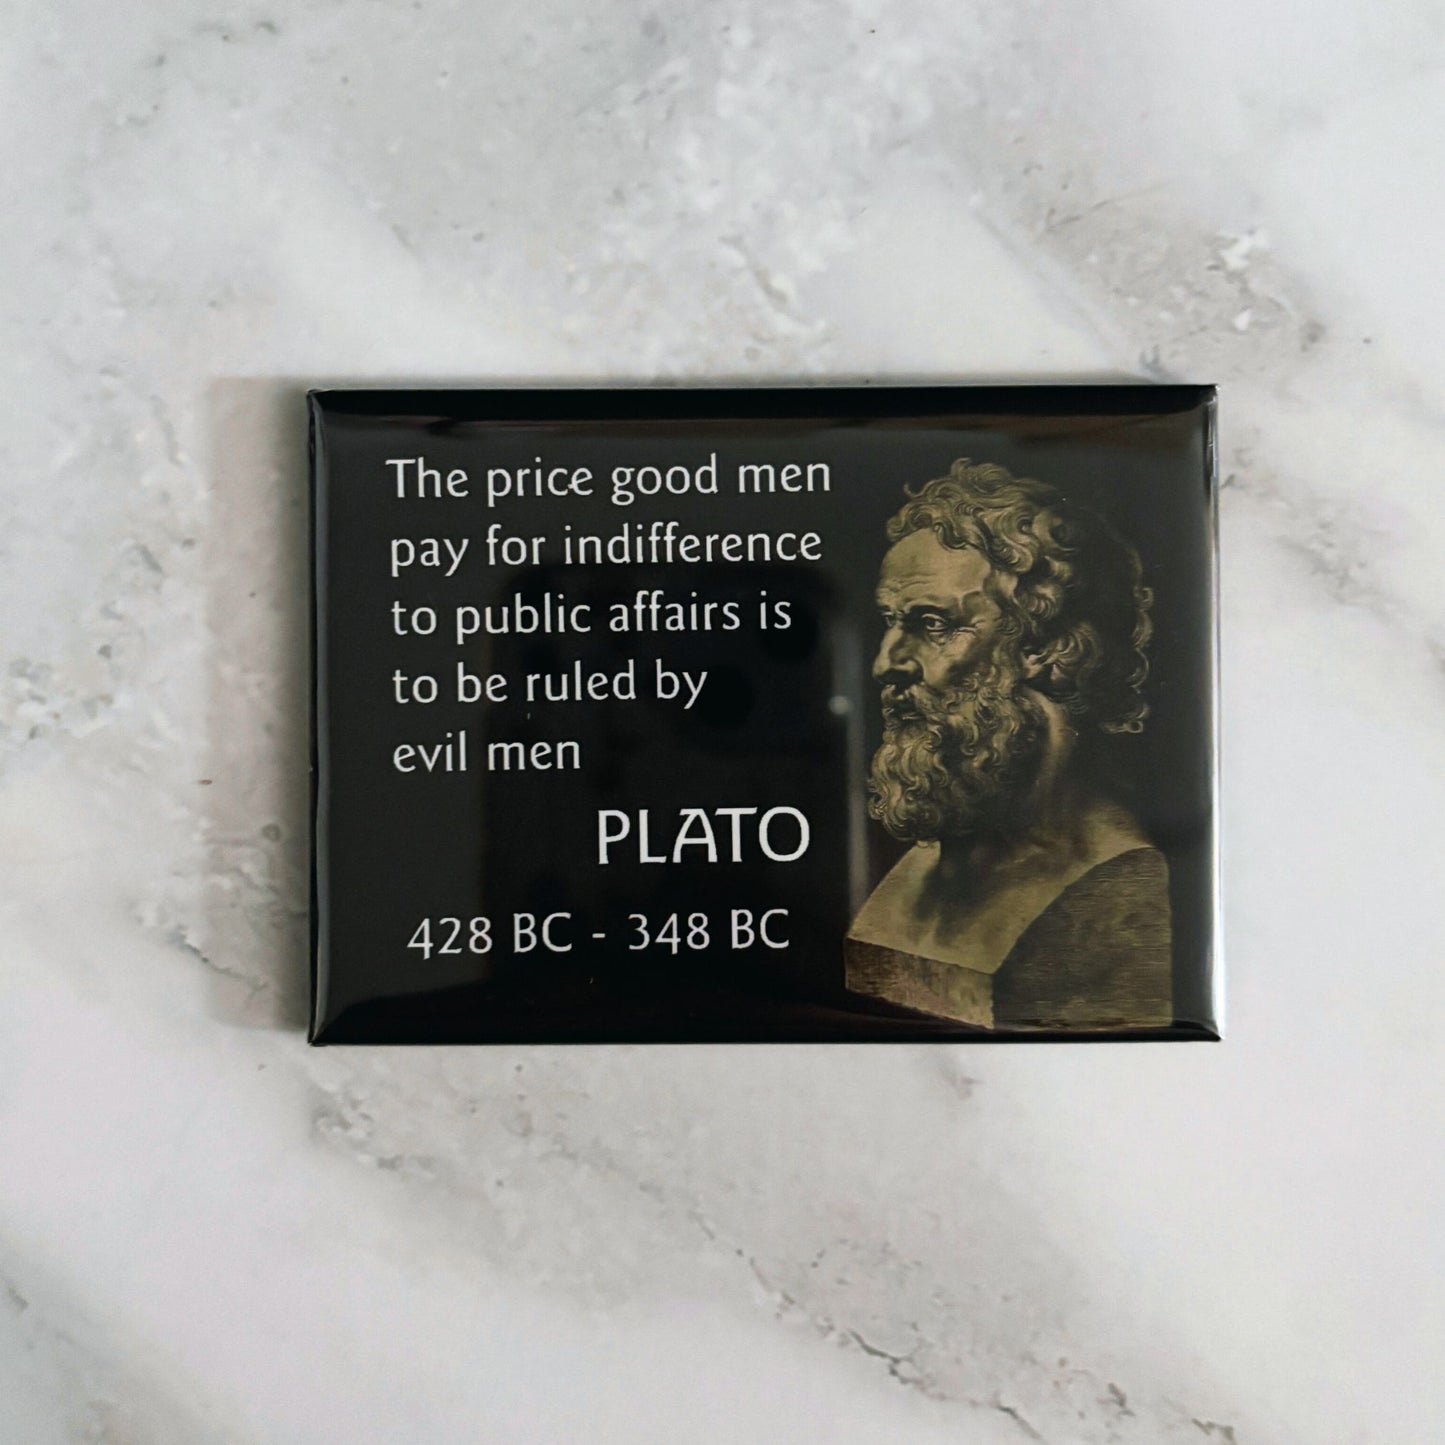 The price good men
pay for indifference
to public affairs is
to be ruled by
evil men
PLATO
428 BC - 348 BC